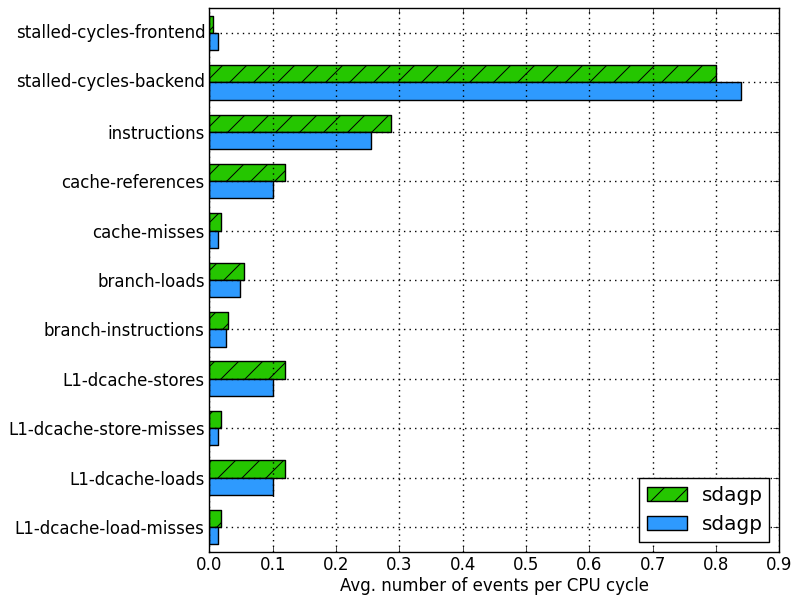 stalled-cycles-frontend
stalled-cycles-backend
instructions
cache-references
cache-misses
branch-loads
branch-instructions
L1-dcache-stores
L1-dcache-store-misses
L1-dcache-loads
L1-dcache-load-misses
sdagp
sdagp
0.0 0.1 0.2 0.3 0.4 0.5 0.6 0.7 0.8 0.9
Avg. number of events per CPU cycle